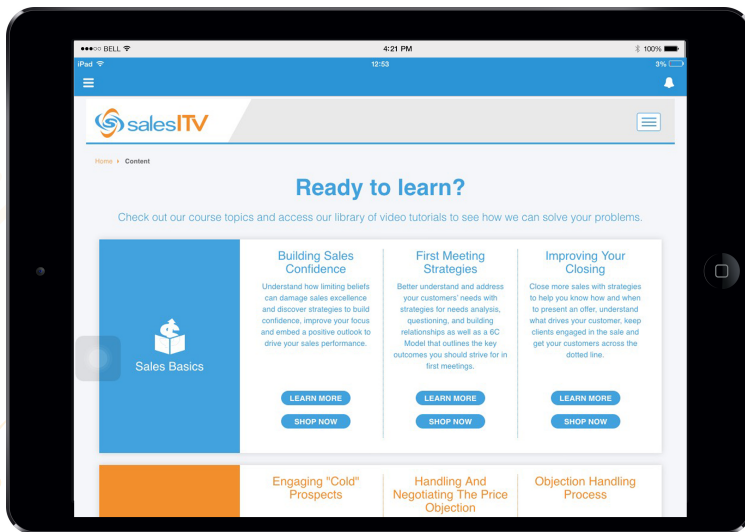 BELL 4:21 PM 100%
iPad 12:53 3%
salesITV
Home Content
Ready to learn?
Check out our course topics and access our library of video tutorials to see how we can solve your problems.
Sales Basics
Building Sales
Confidence
Understand how limiting beliefs
can damage sales excellence
and discover strategies to build
confidence, improve your focus
and embed a positive outlook to
drive your sales performance.
LEARN MORE
SHOP NOW
First Meeting
Strategies
Better understand and address
your customers' needs with
strategies for needs analysis,
questioning, and building
relationships as well as a 6C
Model that outlines the key
outcomes you should strive for in
first meetings.
LEARN MORE
SHOP NOW
Improving Your
Closing
Close more sales with strategies
to help you know how and when
to present an offer, understand
what drives your customer, keep
clients engaged in the sale and
get your customers across the
dotted line.
LEARN MORE
SHOP NOW
Engaging "Cold"
Prospects
Handling And
Negotiating The Price
Objection
Objection Handling
Process